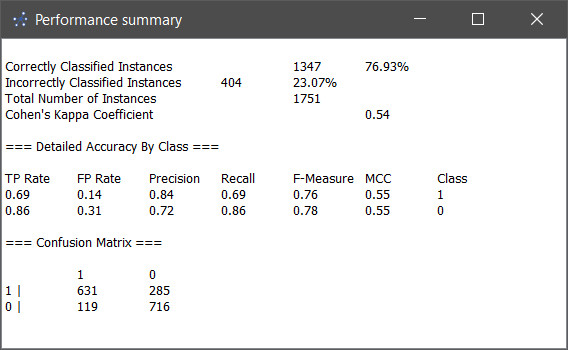 Performance summary
Correctly Classified Instances 1347 76.93%
Incorrectly Classified Instances 404 23.07%
Total Number of Instances 1751
Cohen's Kappa Coefficient 0.54
=== Detailed Accuracy By Class ===
TP Rate FP Rate Precision Recall F-Measure MCC Class
0.69 0.14 0.84 0.69 0.76 0.55 1
0.86 0.31 0.72 0.86 0.78 0.55 0
=== Confusion Matrix ===
1 0
1 | 631 285
0 | 119 716